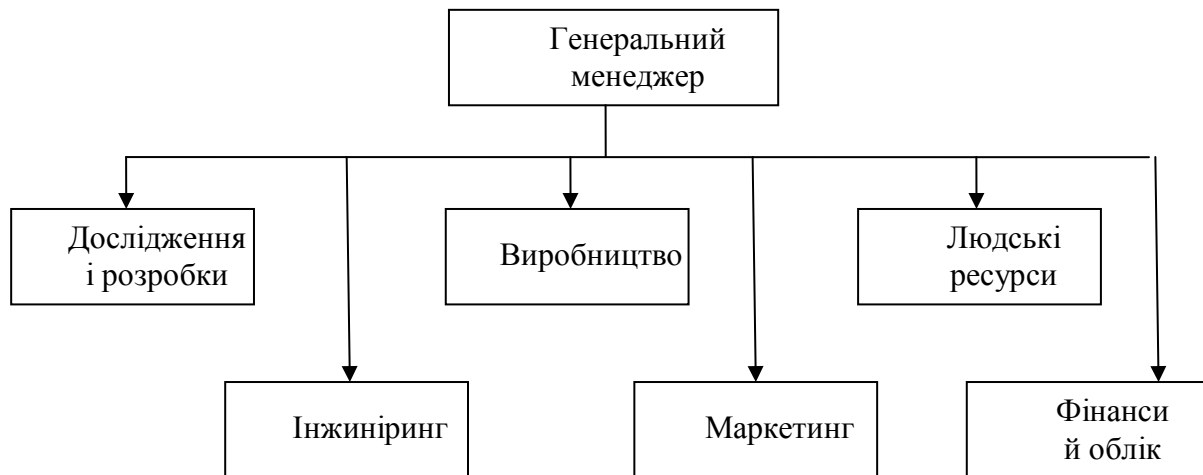 Генеральний
менеджер
Дослідження
і розробки
Виробництво
Людські
ресурси
Інжиніринг
Маркетинг
Фінанси
й облік